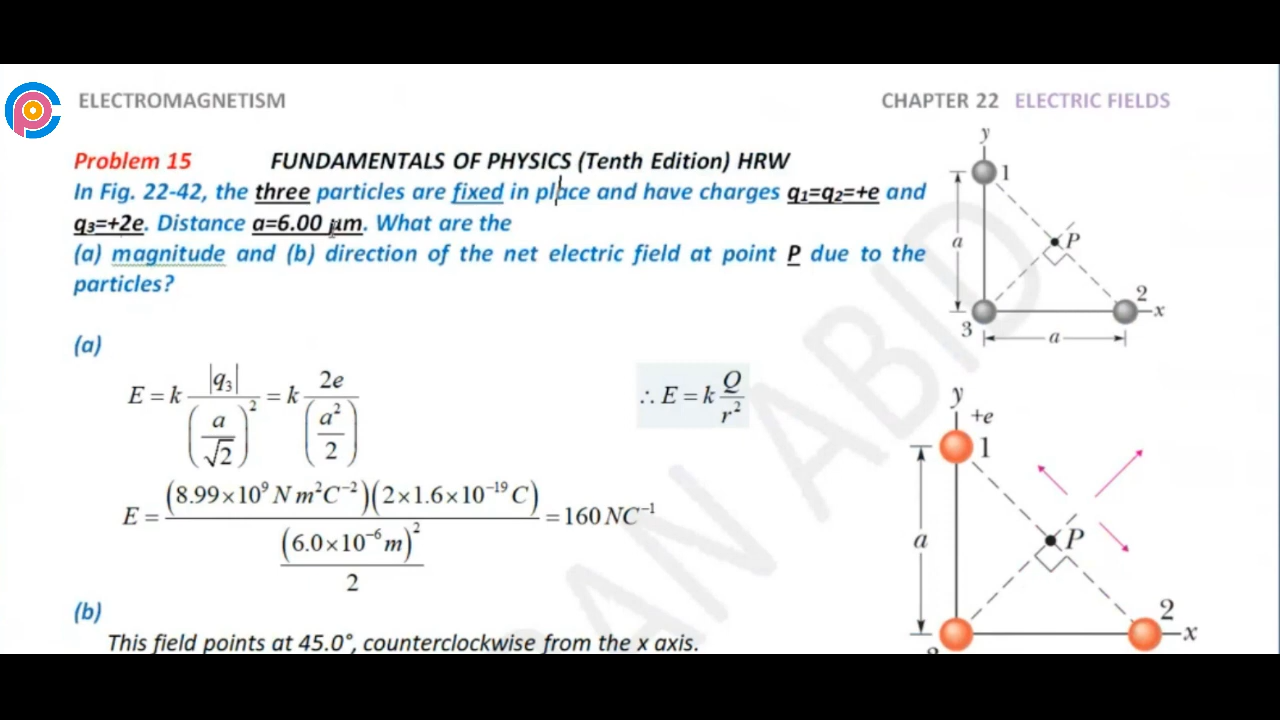 ELECTROMAGNETISM
CHAPTER 22 ELECTRIC FIELDS
Problem 15 FUNDAMENTALS OF PHYSICS (Tenth Edition) HRW
In Fig. 22-42, the three particles are fixed in place and have charges q₁=q₂=+e and
q₃=+2e. Distance a=6.00 μm. What are the
(a) magnitude and (b) direction of the net electric field at point P due to the
particles?
y
1
a
P
2
x
3
a
(a)
E = k |q₃| / (a/√2)² = k 2e / (a²/2)
∴ E = k Q/r²
E = (8.99×10⁹ N m²C⁻²)(2×1.6×10⁻¹⁹ C) / ((6.0×10⁻⁶ m)²/2) = 160 NC⁻¹
(b)
This field points at 45.0°, counterclockwise from the x axis.
y
+e
1
a
P
2
x
AN ABID